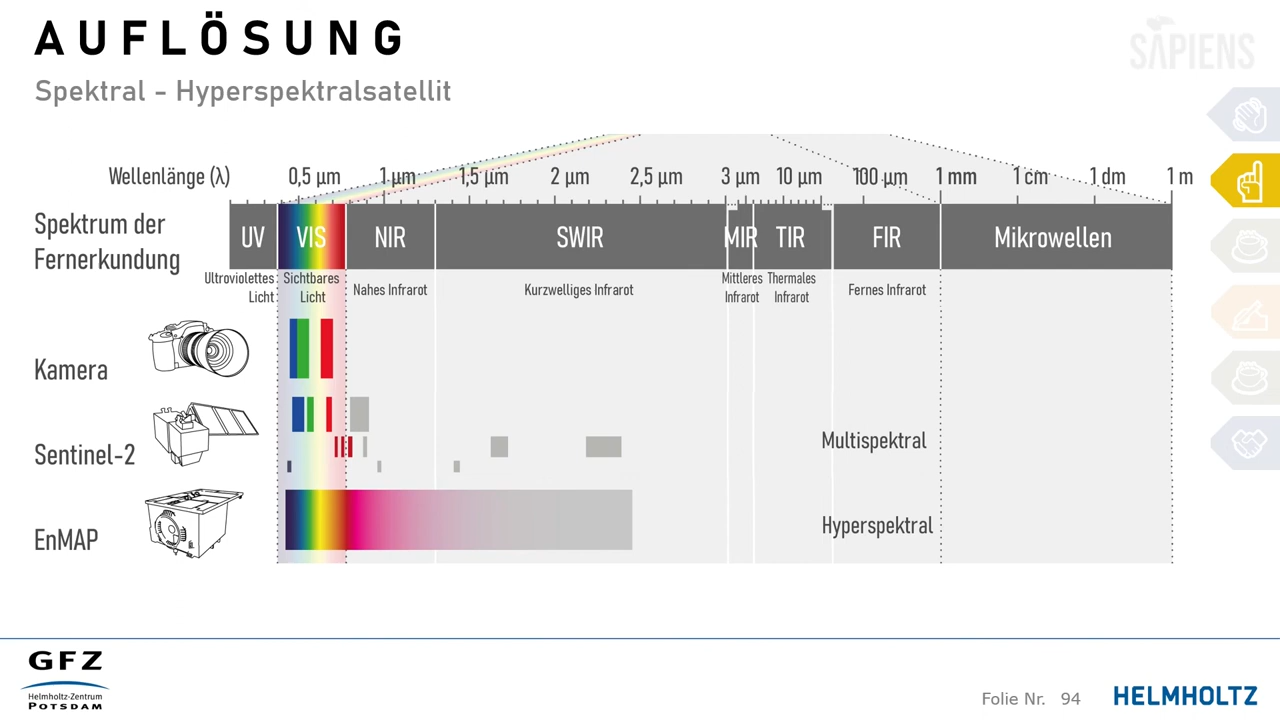 AUFLÖSUNG
SAPIENS
Spektral - Hyperspektralsatellit
Wellenlänge (λ) 0,5 µm 1 µm 1,5 µm 2 µm 2,5 µm 3 µm 10 µm 100 µm 1 mm 1 cm 1 dm 1 m
Spektrum der
Fernerkundung
UV VIS NIR SWIR MIR TIR FIR Mikrowellen
Ultroviolettes
Licht
Sichtbares
Licht
Nahes Infrarot
Kurzwelliges Infrarot
Mittleres
Infrarot
Thermales
Infrarot
Fernes Infrarot
Kamera
Sentinel-2
Multispektral
EnMAP
Hyperspektral
GFZ
Helmholtz-Zentrum
POTSDAM
Folie Nr. 94
HELMHOLTZ